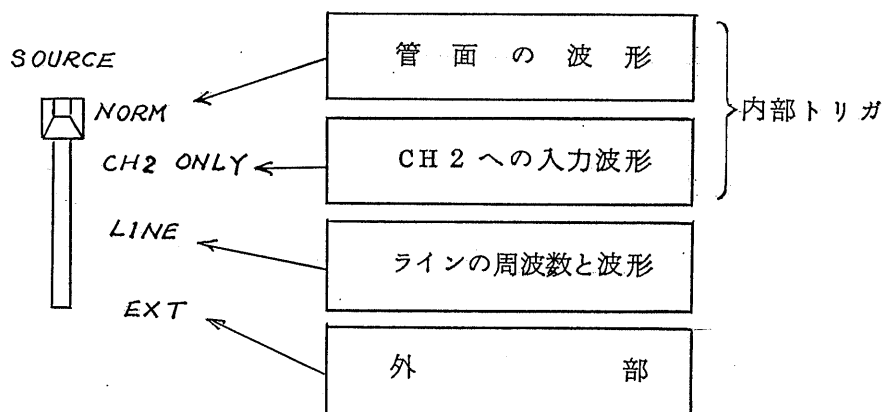 SOURCE
NORM
CH2 ONLY
LINE
EXT
管面の波形
CH2への入力波形
ラインの周波数と波形
外部
内部トリガ